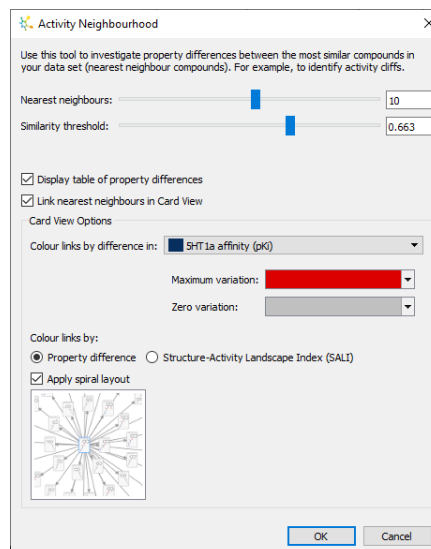 Activity Neighbourhood
Use this tool to investigate property differences between the most similar compounds in
your data set (nearest neighbour compounds). For example, to identify activity cliffs.
Nearest neighbours: 10
Similarity threshold: 0.663
Display table of property differences
Link nearest neighbours in Card View
Card View Options
Colour links by difference in: 5HT1a affinity (pKi)
Maximum variation:
Zero variation:
Colour links by:
Property difference Structure-Activity Landscape Index (SALI)
Apply spiral layout
OK Cancel